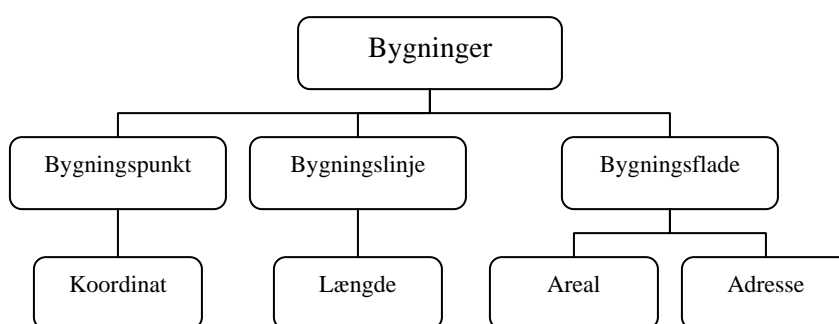 Bygninger
Bygningspunkt
Bygningslinje
Bygningsflade
Koordinat
Længde
Areal
Adresse